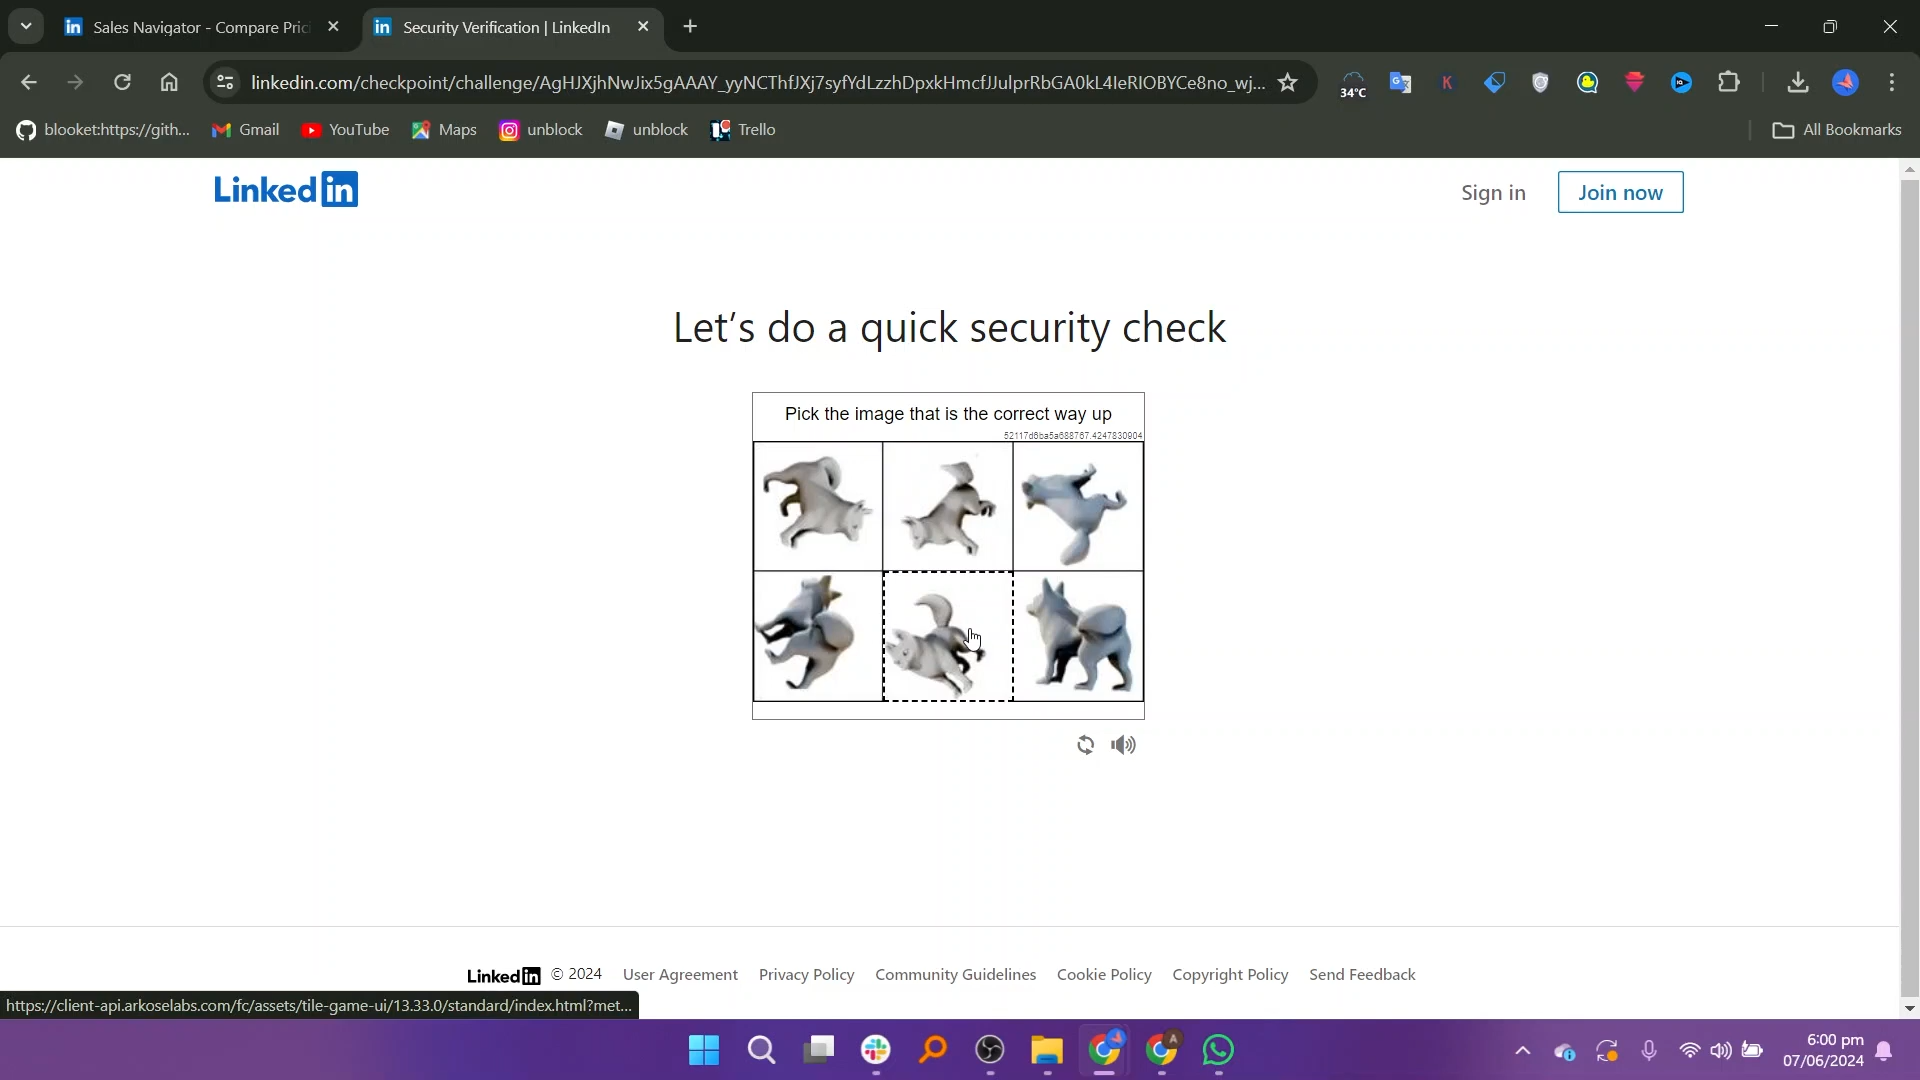 Sales Navigator - Compare Pric
Security Verification | LinkedIn
linkedin.com/checkpoint/challenge/AgHJXjhNwJix5gAAAY_yyNCThfJXj7syfYdLzzhDpxkHmcfJJulprRbGA0kL4IeRIOBYCe8no_wj...
34°C
blooket:https://gith...
Gmail
YouTube
Maps
unblock
unblock
Trello
All Bookmarks
Linkedin
Sign in
Join now
Let's do a quick security check
Pick the image that is the correct way up
52117d6ba5a688767.4247830904
Linkedin © 2024 User Agreement Privacy Policy Community Guidelines Cookie Policy Copyright Policy Send Feedback
https://client-api.arkoselabs.com/fc/assets/tile-game-ui/13.33.0/standard/index.html?met...
6:00 pm
07/06/2024